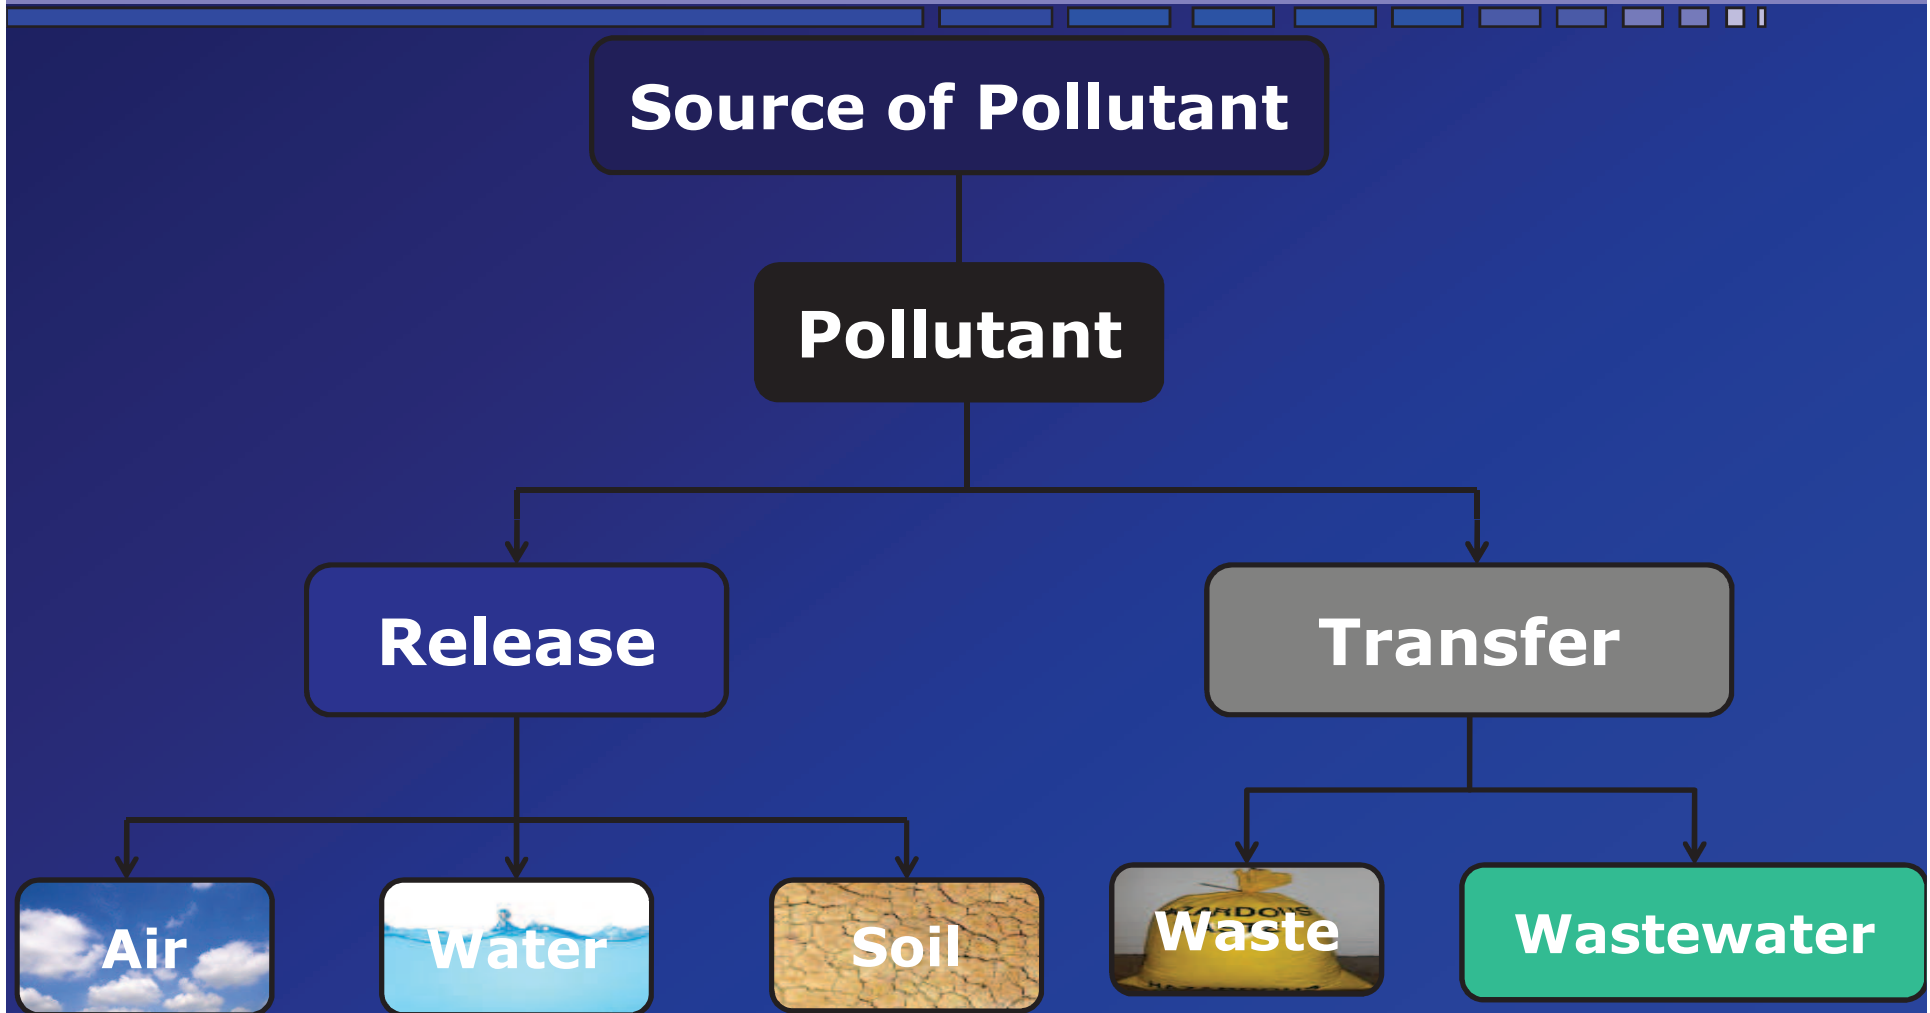 Source of Pollutant
Pollutant
Release
Transfer
Air
Water
Soil
Waste
Wastewater